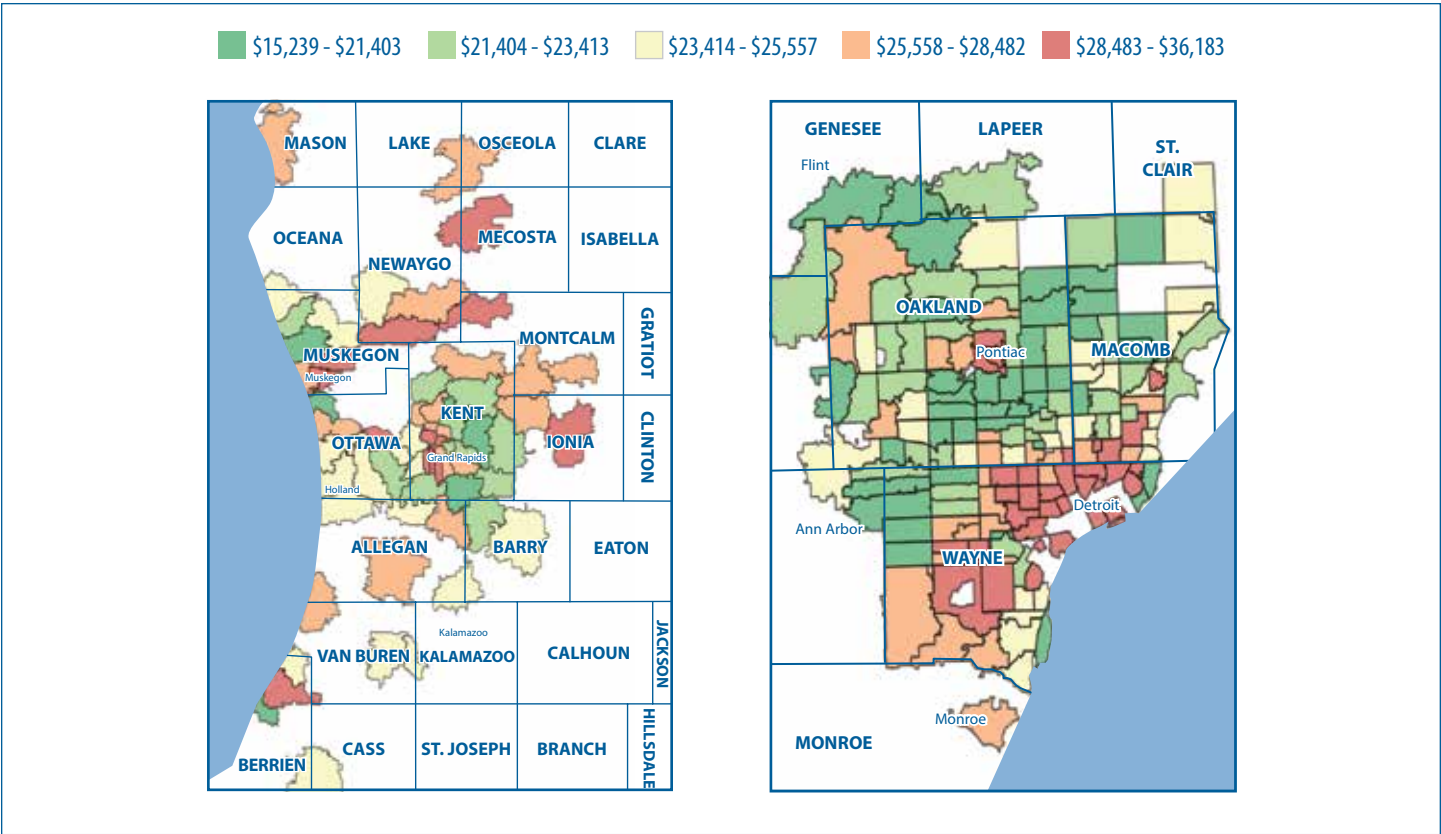 $15,239 - $21,403
$21,404 - $23,413
$23,414 - $25,557
$25,558 - $28,482
$28,483 - $36,183
MASON
LAKE
OSCEOLA
CLARE
OCEANA
NEWAYGO
MECOSTA
ISABELLA
MUSKEGON
Muskegon
MONTCALM
GRATIOT
KENT
OTTAWA
Grand Rapids
IONIA
CLINTON
Holland
ALLEGAN
BARRY
EATON
Kalamazoo
VAN BUREN
KALAMAZOO
CALHOUN
JACKSON
BERRIEN
CASS
ST. JOSEPH
BRANCH
HILLSDALE
GENESEE
LAPEER
ST.
CLAIR
Flint
OAKLAND
Pontiac
MACOMB
Detroit
Ann Arbor
WAYNE
Monroe
MONROE